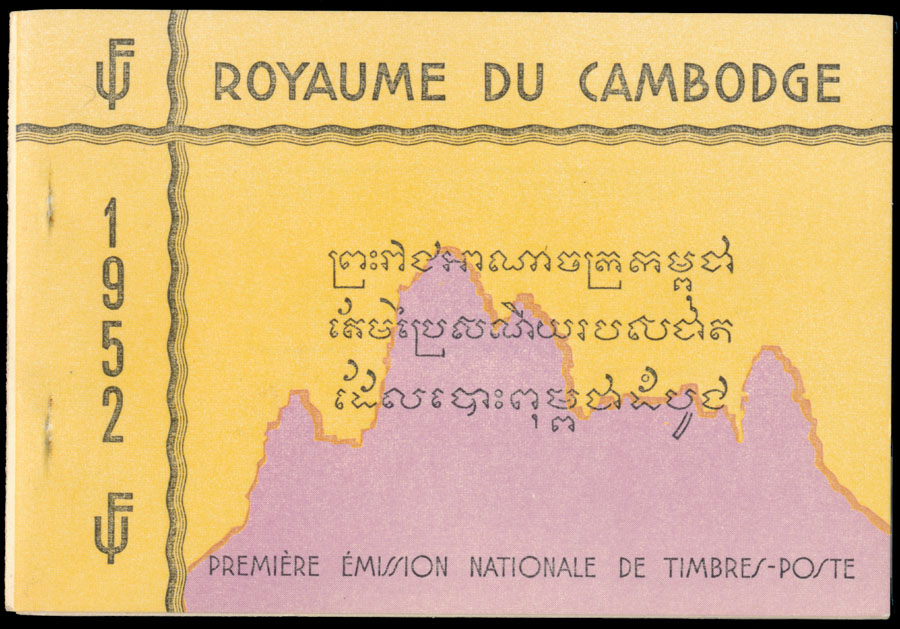 ROYAUME DU CAMBODGE
1952
ព្រះរាជអាណាចក្រកម្ពុជា
តែមប្រៃសណីយរបសជាត
ដែលបោះពុម្ពជាដំបូង
PREMIÈRE ÉMISSION NATIONALE DE TIMBRES-POSTE